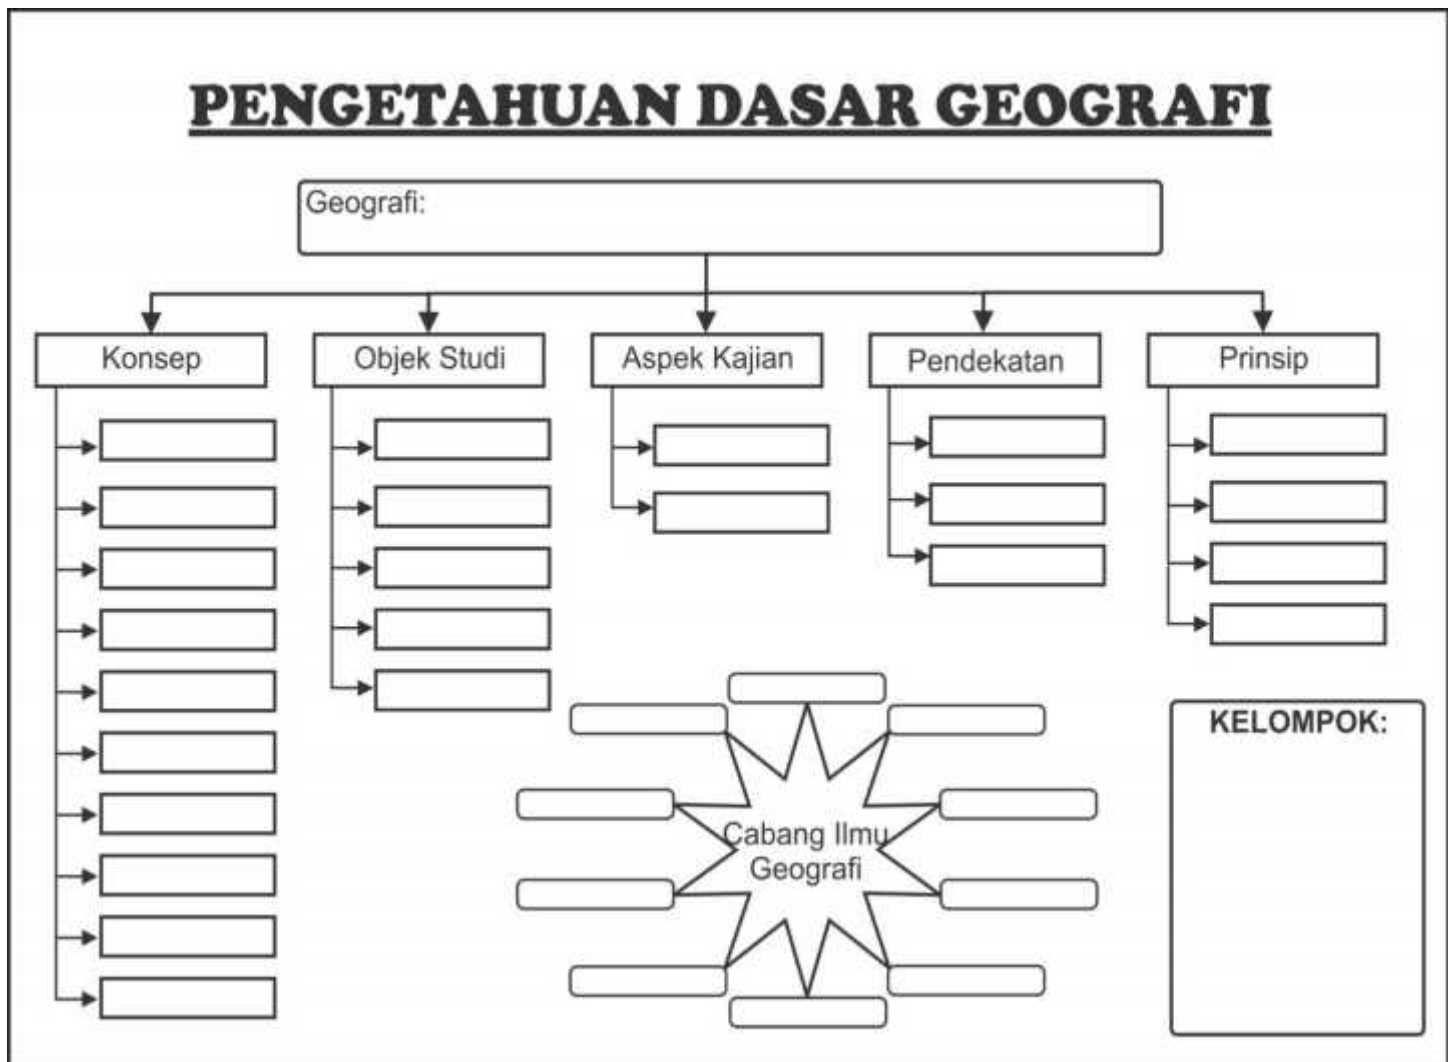 PENGETAHUAN DASAR GEOGRAFI
Geografi:
Konsep
Objek Studi
Aspek Kajian
Pendekatan
Prinsip
KELOMPOK:
Cabang Ilmu
Geografi